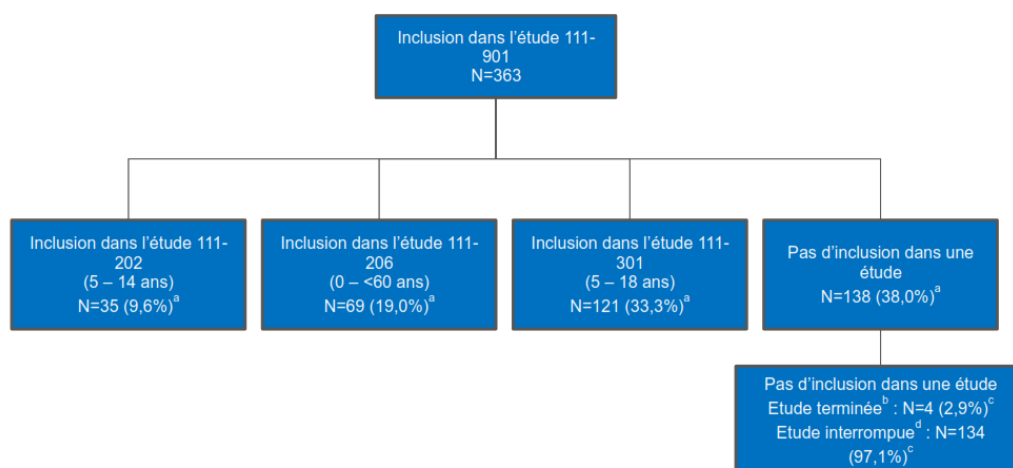 Inclusion dans l'étude 111-
901
N=363
Inclusion dans l'étude 111-
202
(5 – 14 ans)
N=35 (9,6%)a
Inclusion dans l'étude 111-
206
(0 – <60 ans)
N=69 (19,0%)a
Inclusion dans l'étude 111-
301
(5 – 18 ans)
N=121 (33,3%)a
Pas d'inclusion dans une
étude
N=138 (38,0%)a
Pas d'inclusion dans une étude
Etude terminéeb : N=4 (2,9%)c
Etude interrompued : N=134
(97,1%)c